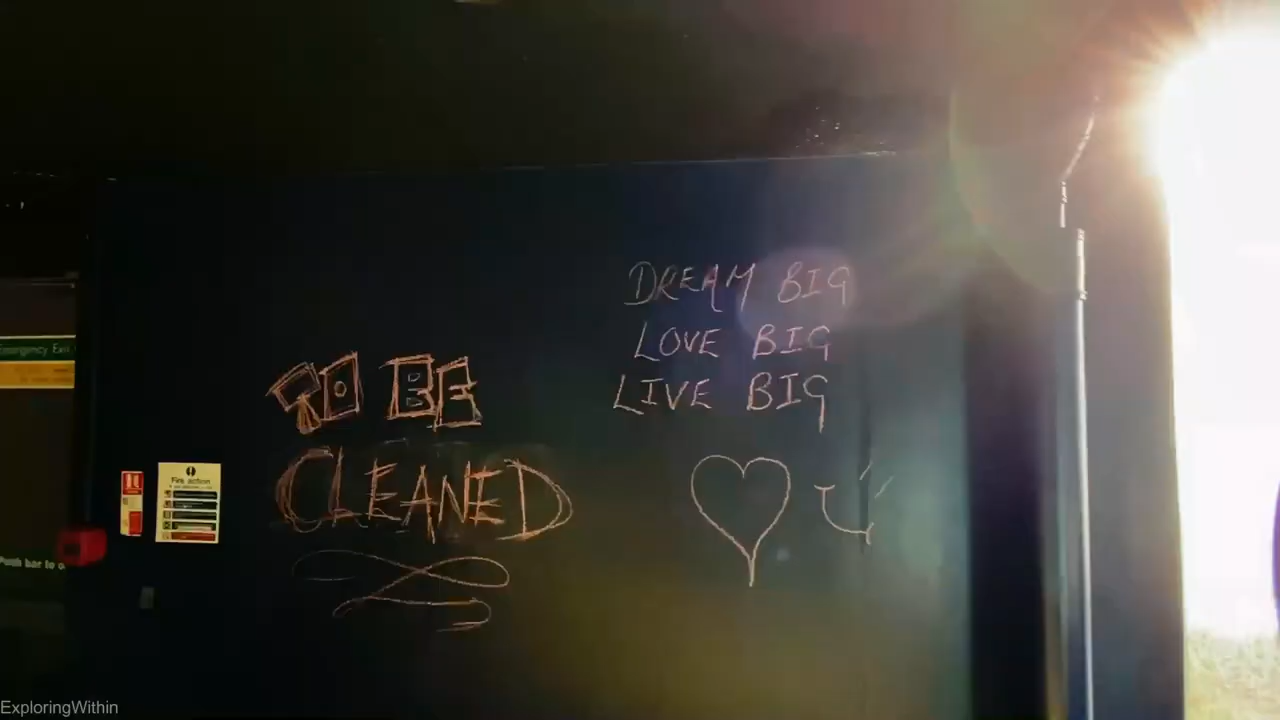 DREAM BIG
LOVE BIG
LIVE BIG
TO BE
CLEANED
Emergency Exit
Fire action
Push bar to o
ExploringWithin